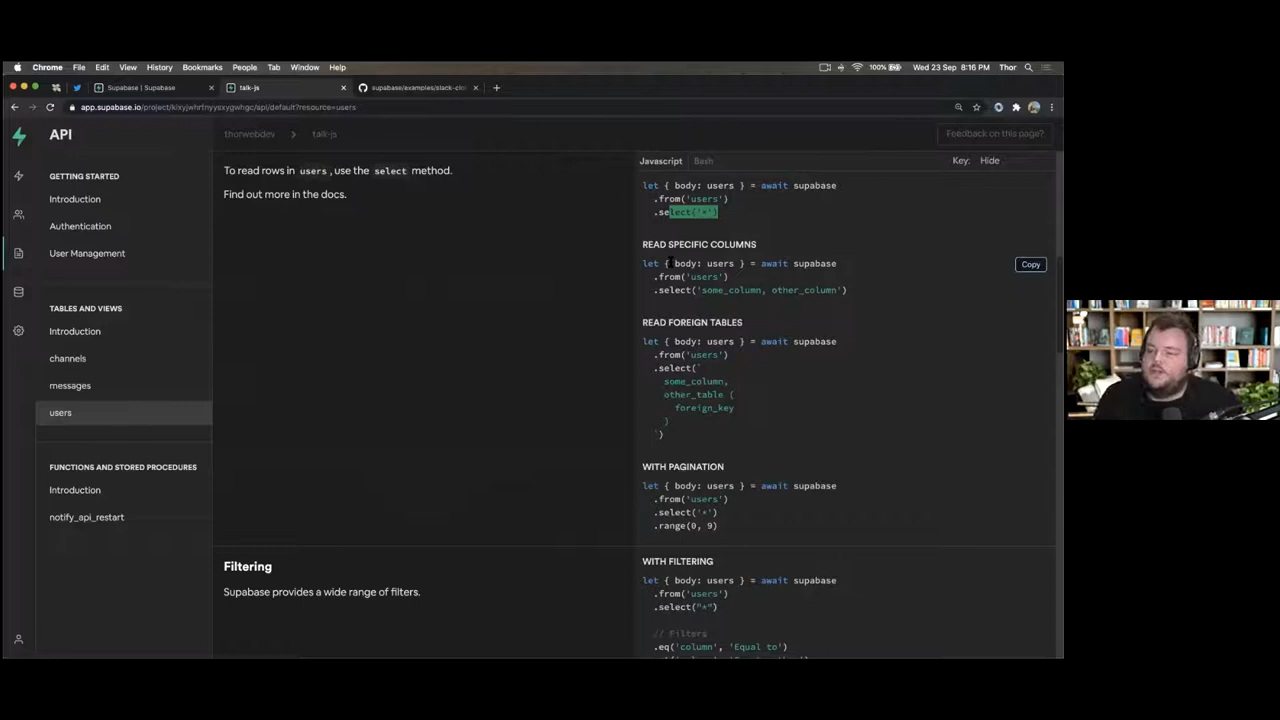 Chrome File Edit View History Bookmarks People Tab Window Help
100% Wed 23 Sep 8:16 PM Thor
Supabase | Supabase
talk-js
supabase/examples/slack-clo
app.supabase.io/project/
/api/default?resource=users
API
thorwebdev > talk-js
Feedback on this page?
GETTING STARTED
Introduction
Authentication
User Management
TABLES AND VIEWS
Introduction
channels
messages
users
FUNCTIONS AND STORED PROCEDURES
Introduction
notify_api_restart
To read rows in users, use the select method.
Find out more in the docs.
Filtering
Supabase provides a wide range of filters.
Javascript Bash Key: Hide
let { body: users } = await supabase
.from('users')
.select('*')
READ SPECIFIC COLUMNS
let { body: users } = await supabase
.from('users')
.select('some_column, other_column')
Copy
READ FOREIGN TABLES
let { body: users } = await supabase
.from('users')
.select(`
some_column,
other_table (
foreign_key
)
`)
WITH PAGINATION
let { body: users } = await supabase
.from('users')
.select('*')
.range(0, 9)
WITH FILTERING
let { body: users } = await supabase
.from('users')
.select("*")
// Filters
.eq('column', 'Equal to')